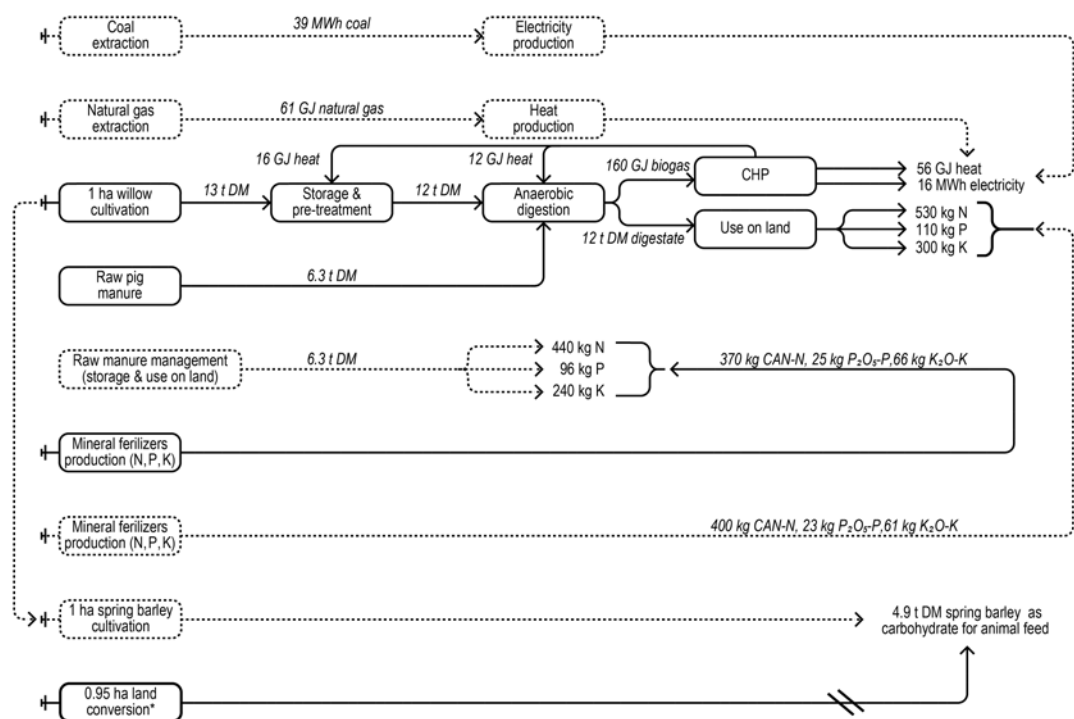 Coal
extraction
39 MWh coal
Electricity
production
Natural gas
extraction
61 GJ natural gas
Heat
production
16 GJ heat
12 GJ heat
160 GJ biogas
CHP
56 GJ heat
16 MWh electricity
1 ha willow
cultivation
13 t DM
Storage &
pre-treatment
12 t DM
Anaerobic
digestion
12 t DM digestate
Use on land
530 kg N
110 kg P
300 kg K
Raw pig
manure
6.3 t DM
Raw manure management
(storage & use on land)
6.3 t DM
440 kg N
96 kg P
240 kg K
370 kg CAN-N, 25 kg P₂O₅-P,66 kg K₂O-K
Mineral ferilizers
production (N, P, K)
Mineral ferilizers
production (N, P, K)
400 kg CAN-N, 23 kg P₂O₅-P,61 kg K₂O-K
1 ha spring barley
cultivation
4.9 t DM spring barley as
carbohydrate for animal feed
0.95 ha land
conversion*